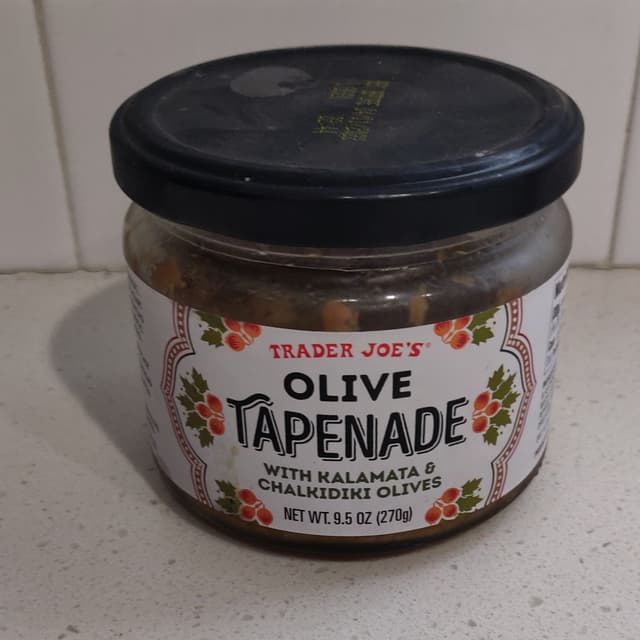 TRADER JOE'S®
OLIVE
TAPENADE
WITH KALAMATA &
CHALKIDIKI OLIVES
NET WT. 9.5 OZ (270g)